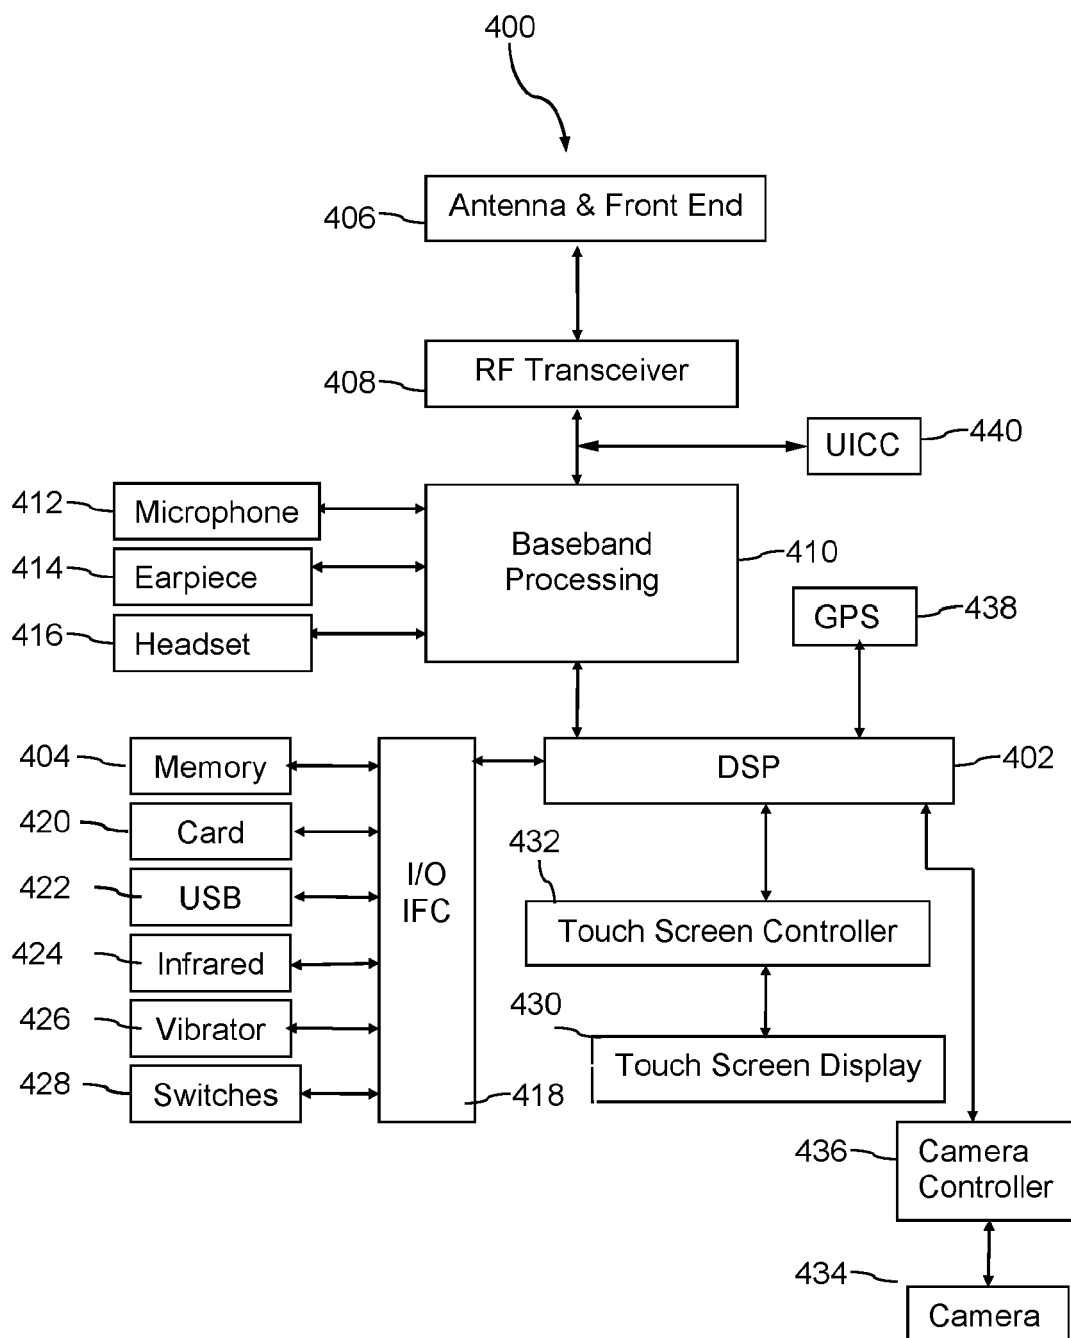 400
Antenna & Front End
406
RF Transceiver
408
UICC
440
412
Microphone
Baseband
Processing
410
414
Earpiece
416
Headset
GPS
438
404
Memory
DSP
402
420
Card
432
I/O
IFC
422
USB
Touch Screen Controller
424
Infrared
430
426
Vibrator
Touch Screen Display
428
Switches
418
436
Camera
Controller
434
Camera